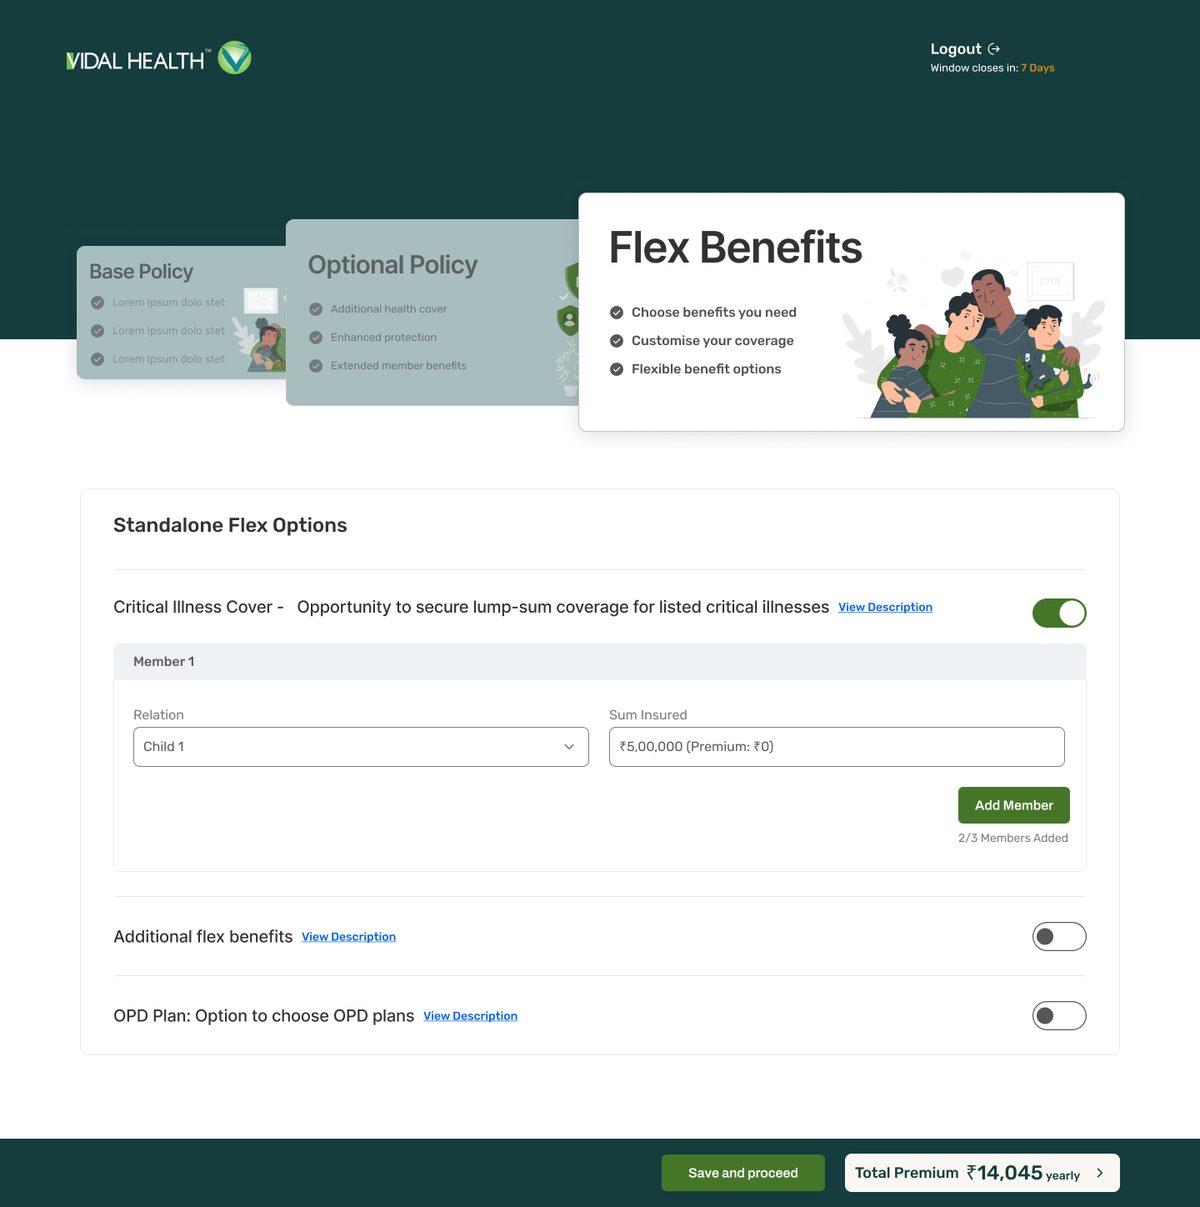 VIDAL HEALTH™
Logout
Window closes in: 7 Days
Base Policy
Lorem Ipsum dolo stet
Lorem Ipsum dolo stet
Lorem Ipsum dolo stet
Optional Policy
Additional health cover
Enhanced protection
Extended member benefits
Flex Benefits
Choose benefits you need
Customise your coverage
Flexible benefit options
LOVE
Standalone Flex Options
Critical Illness Cover - Opportunity to secure lump-sum coverage for listed critical illnesses View Description
Member 1
Relation
Sum Insured
Child 1
₹5,00,000 (Premium: ₹0)
Add Member
2/3 Members Added
Additional flex benefits View Description
OPD Plan: Option to choose OPD plans View Description
Save and proceed
Total Premium ₹14,045 yearly